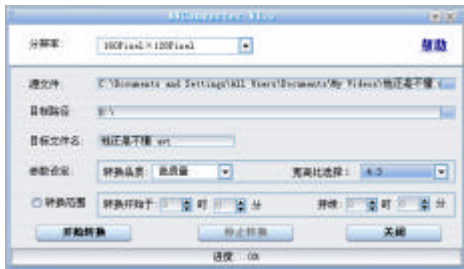 分辨率: 160Pixel×120Pixel 帮助
源文件: C:\Documents and Settings\All Users\Documents\My Videos\他还是不懂
目标路径: E:\
目标文件名: 他还是不懂
参数设定: 转换品质: 高质量 宽高比选择: 4:3
转换范围 转换开始于: 0 时 0 分 持续: 0 时 0 分
开始转换 停止转换 关闭
进度: 0%